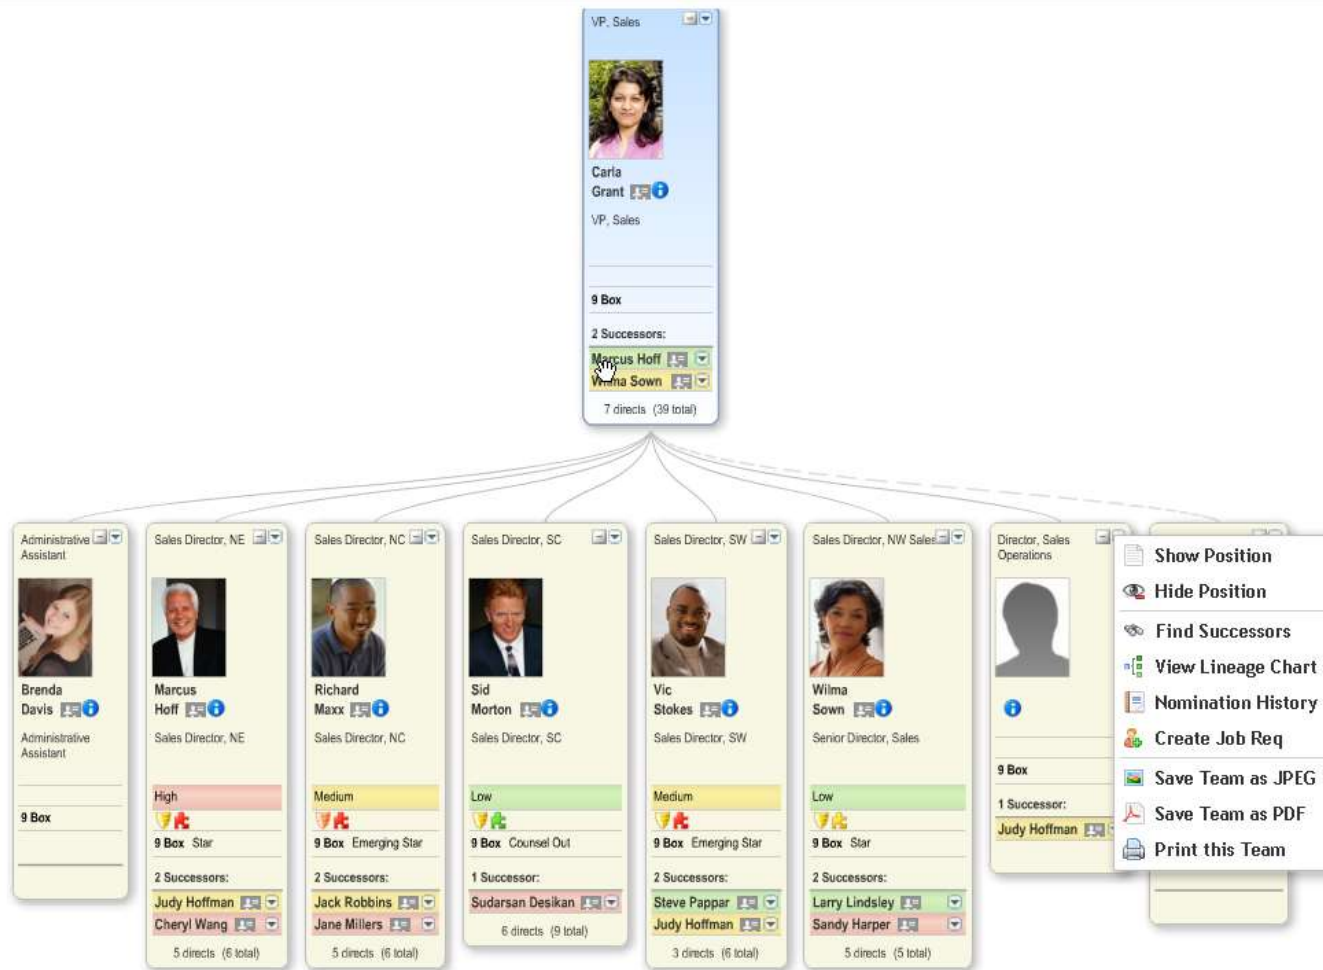 VP, Sales
Carla
Grant
VP, Sales
9 Box
2 Successors:
Marcus Hoff
Wilma Sown
7 directs (39 total)
Administrative
Assistant
Brenda
Davis
Administrative
Assistant
9 Box
Sales Director, NE
Marcus
Hoff
Sales Director, NE
High
9 Box Star
2 Successors:
Judy Hoffman
Cheryl Wang
5 directs (6 total)
Sales Director, NC
Richard
Maxx
Sales Director, NC
Medium
9 Box Emerging Star
2 Successors:
Jack Robbins
Jane Millers
5 directs (6 total)
Sales Director, SC
Sid
Morton
Sales Director, SC
Low
9 Box Counsel Out
1 Successor:
Sudarsan Desikan
6 directs (9 total)
Sales Director, SW
Vic
Stokes
Sales Director, SW
Medium
9 Box Emerging Star
2 Successors:
Steve Pappar
Judy Hoffman
3 directs (6 total)
Sales Director, NW Sales
Wilma
Sown
Senior Director, Sales
Low
9 Box Star
2 Successors:
Larry Lindsley
Sandy Harper
5 directs (5 total)
Director, Sales
Operations
9 Box
1 Successor:
Judy Hoffman
Show Position
Hide Position
Find Successors
View Lineage Chart
Nomination History
Create Job Req
Save Team as JPEG
Save Team as PDF
Print this Team